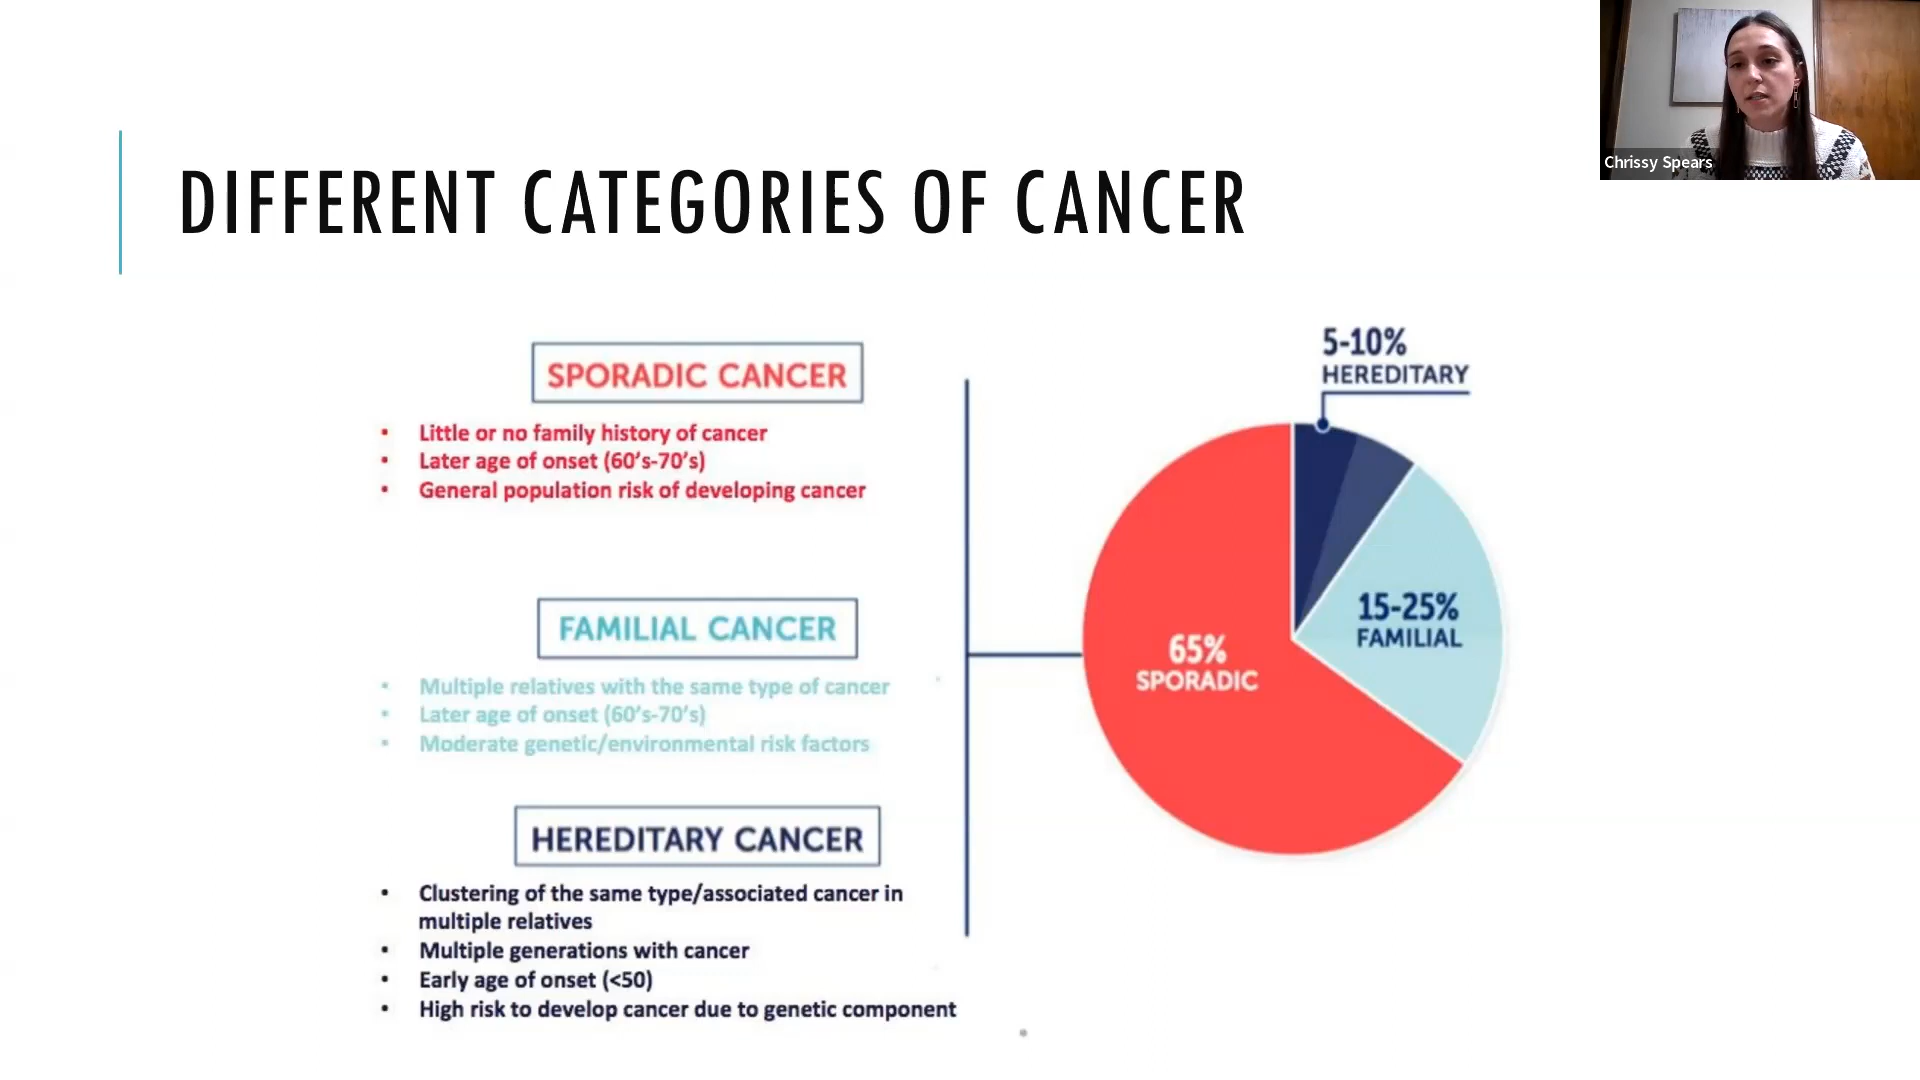 Chrissy Spears
DIFFERENT CATEGORIES OF CANCER
SPORADIC CANCER
• Little or no family history of cancer
• Later age of onset (60's-70's)
• General population risk of developing cancer
FAMILIAL CANCER
• Multiple relatives with the same type of cancer
• Later age of onset (60's-70's)
• Moderate genetic/environmental risk factors
HEREDITARY CANCER
• Clustering of the same type/associated cancer in
multiple relatives
• Multiple generations with cancer
• Early age of onset (<50)
• High risk to develop cancer due to genetic component
5-10%
HEREDITARY
15-25%
FAMILIAL
65%
SPORADIC